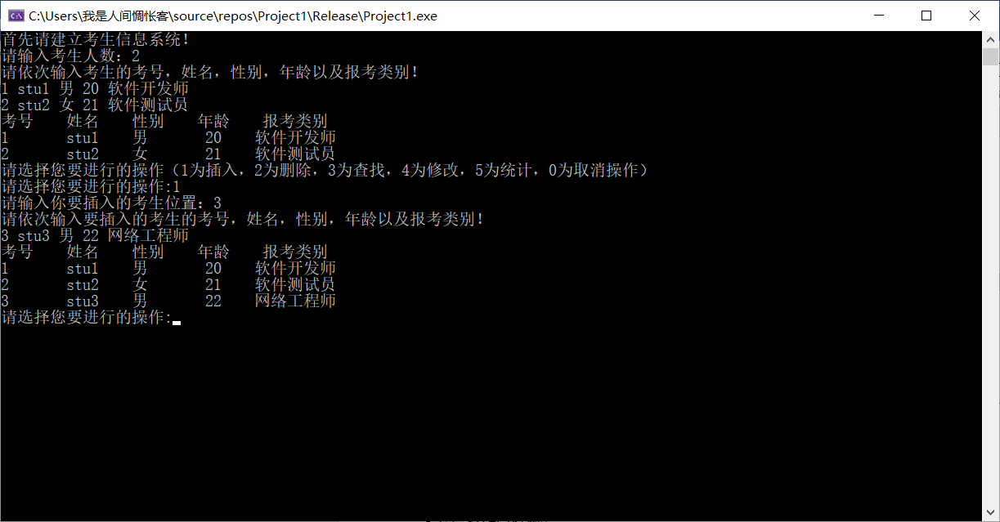 C:\Users\我是人间惆怅客\source\repos\Project1\Release\Project1.exe
首先请建立考生信息系统！
请输入考生人数：2
请依次输入考生的考号，姓名，性别，年龄以及报考类别！
1 stu1 男 20 软件开发师
2 stu2 女 21 软件测试员
考号 姓名 性别 年龄 报考类别
1 stu1 男 20 软件开发师
2 stu2 女 21 软件测试员
请选择您要进行的操作（1为插入，2为删除，3为查找，4为修改，5为统计，0为取消操作）
请选择您要进行的操作:1
请输入你要插入的考生位置：3
请依次输入要插入的考生的考号，姓名，性别，年龄以及报考类别！
3 stu3 男 22 网络工程师
考号 姓名 性别 年龄 报考类别
1 stu1 男 20 软件开发师
2 stu2 女 21 软件测试员
3 stu3 男 22 网络工程师
请选择您要进行的操作: